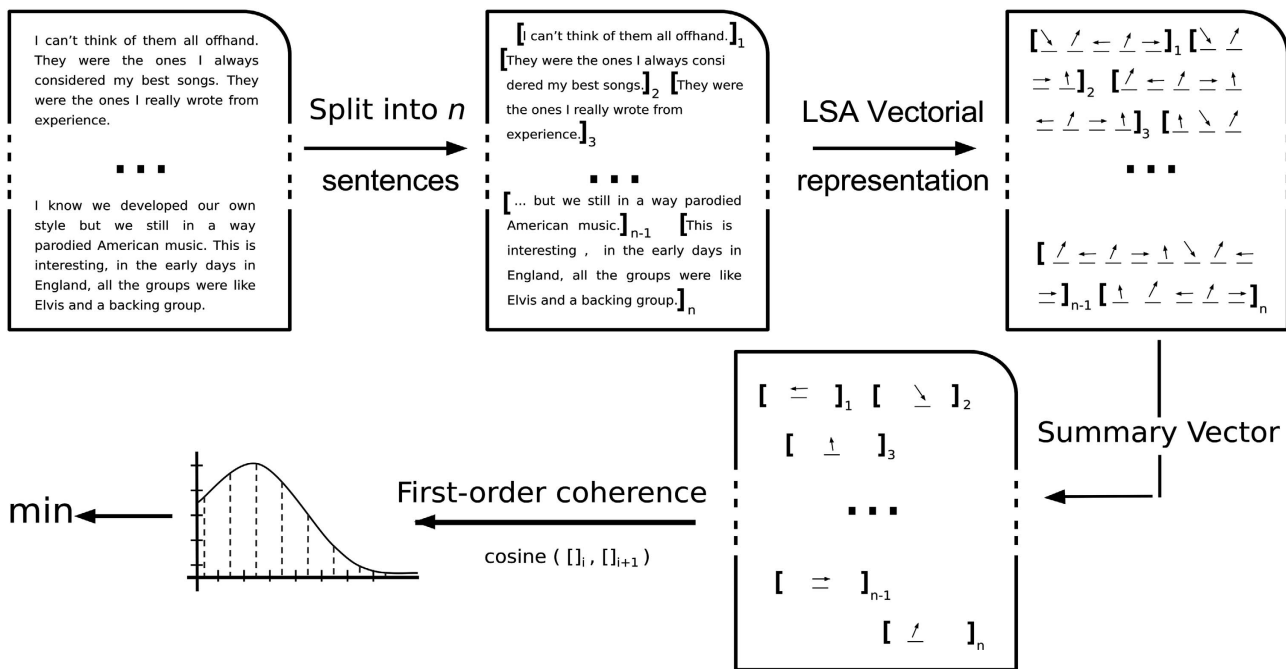 I can't think of them all offhand.
They were the ones I always
considered my best songs. They
were the ones I really wrote from
experience.
...
I know we developed our own
style but we still in a way
parodied American music. This is
interesting, in the early days in
England, all the groups were like
Elvis and a backing group.
Split into n
sentences
[I can't think of them all offhand.]1
[They were the ones I always consi
dered my best songs.]2 [They were
the ones I really wrote from
experience.]3
...
[... but we still in a way parodied
American music.]n-1 [This is
interesting , in the early days in
England, all the groups were like
Elvis and a backing group.]n
LSA Vectorial
representation
[]1 [
]2 [
]3 [
...
[
]n-1 []n
Summary Vector
[ ]1 [ ]2
[ ]3
...
[ ]n-1
[ ]n
First-order coherence
cosine ( []i , []i+1 )
min